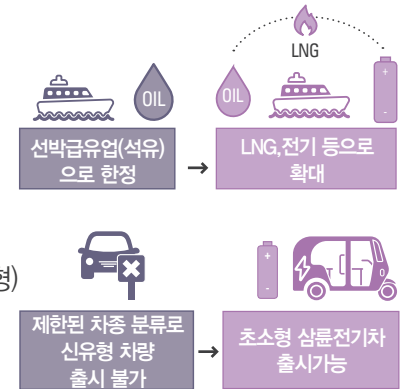 LNG
OIL
OIL
+
-
선박급유업(석유)
으로 한정
→
LNG,전기 등으로
확대
형)
+
-
제한된 차종 분류로
신유형 차량
출시 불가
→
초소형 삼륜전기차
출시가능